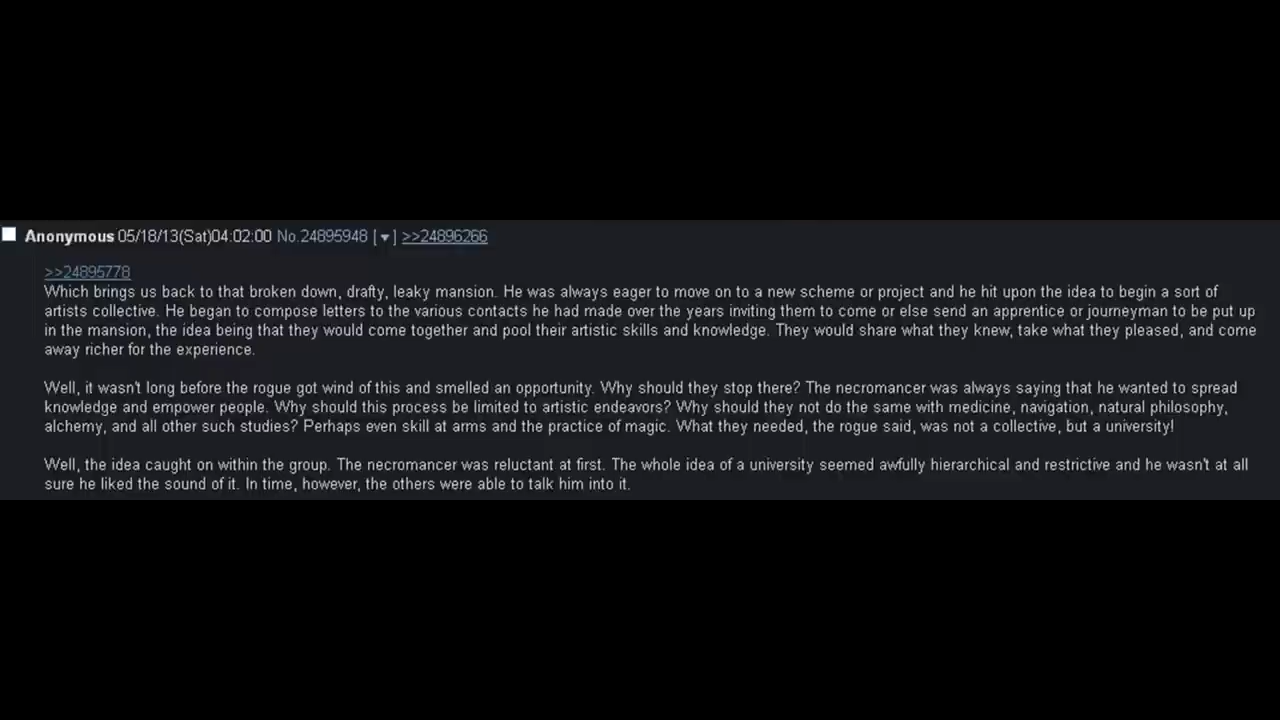 Anonymous 05/18/13(Sat)04:02:00 No.24895948 [▼] >>24896266
>>24895778
Which brings us back to that broken down, drafty, leaky mansion. He was always eager to move on to a new scheme or project and he hit upon the idea to begin a sort of
artists collective. He began to compose letters to the various contacts he had made over the years inviting them to come or else send an apprentice or journeyman to be put up
in the mansion, the idea being that they would come together and pool their artistic skills and knowledge. They would share what they knew, take what they pleased, and come
away richer for the experience.
Well, it wasn't long before the rogue got wind of this and smelled an opportunity. Why should they stop there? The necromancer was always saying that he wanted to spread
knowledge and empower people. Why should this process be limited to artistic endeavors? Why should they not do the same with medicine, navigation, natural philosophy,
alchemy, and all other such studies? Perhaps even skill at arms and the practice of magic. What they needed, the rogue said, was not a collective, but a university!
Well, the idea caught on within the group. The necromancer was reluctant at first. The whole idea of a university seemed awfully hierarchical and restrictive and he wasn't at all
sure he liked the sound of it. In time, however, the others were able to talk him into it.